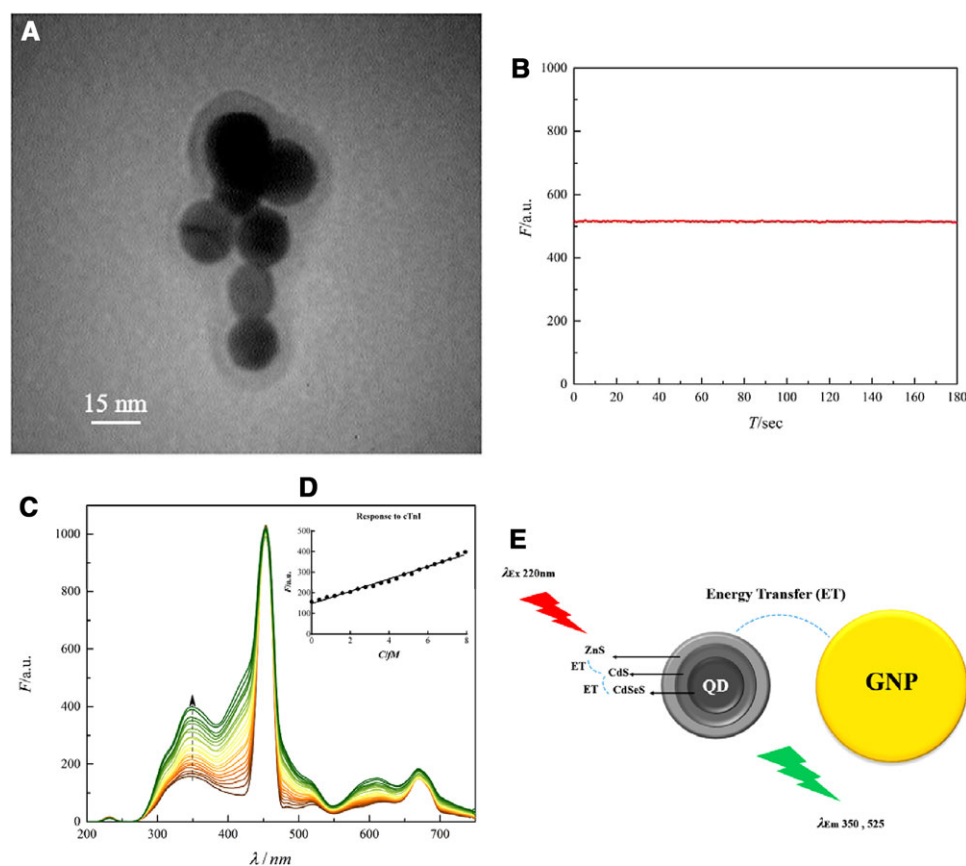 A
15 nm
B
1000
800
600
400
200
0
F/a.u.
0 20 40 60 80 100 120 140 160 180
T/sec
C
1000
800
600
400
200
0
F/a.u.
200 300 400 500 600 700
λ / nm
D
Response to cTnI
500
400
300
200
100
0
F/a.u.
0 2 4 6 8
C/fM
E
λEx 220nm
Energy Transfer (ET)
ZnS
ET
CdS
ET
CdSeS
QD
GNP
λEm 350 , 525